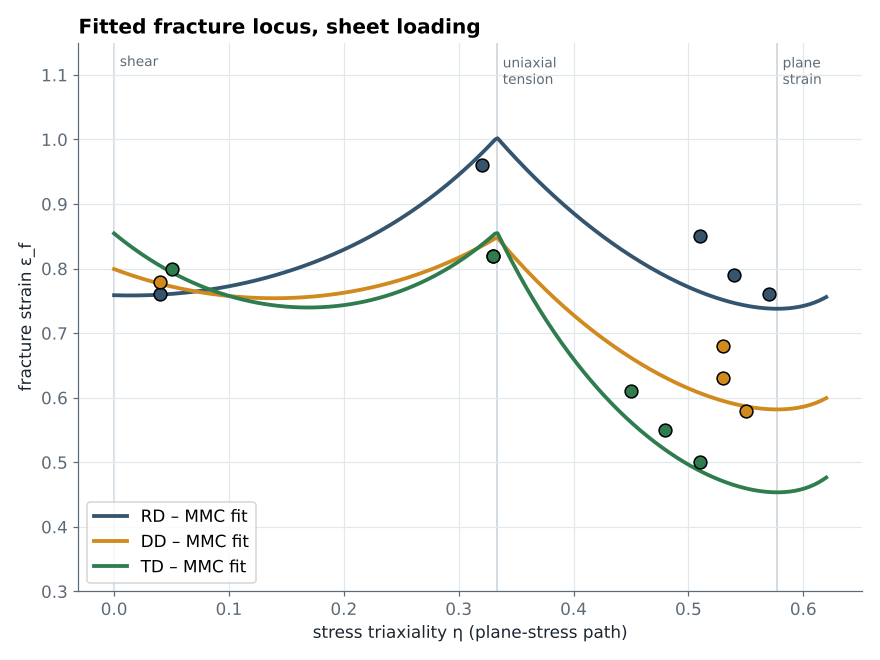 Fitted fracture locus, sheet loading
shear
uniaxial
tension
plane
strain
1.1
1.0
0.9
0.8
0.7
0.6
0.5
0.4
0.3
fracture strain ε_f
RD – MMC fit
DD – MMC fit
TD – MMC fit
0.0 0.1 0.2 0.3 0.4 0.5 0.6
stress triaxiality η (plane-stress path)